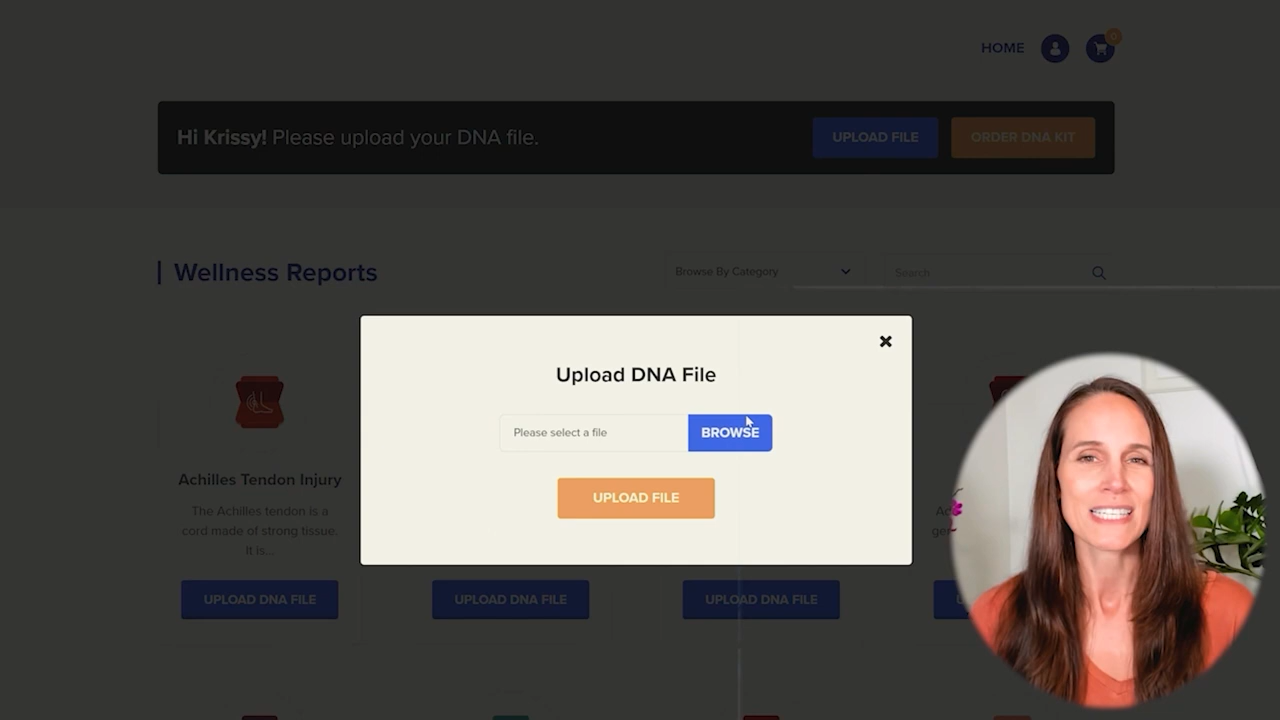 HOME
0
Hi Krissy! Please upload your DNA file.
UPLOAD FILE
ORDER DNA KIT
Wellness Reports
Browse By Category
Search
Upload DNA File
Please select a file
BROWSE
UPLOAD FILE
Achilles Tendon Injury
The Achilles tendon is a
cord made of strong tissue.
It is...
UPLOAD DNA FILE
UPLOAD DNA FILE
UPLOAD DNA FILE